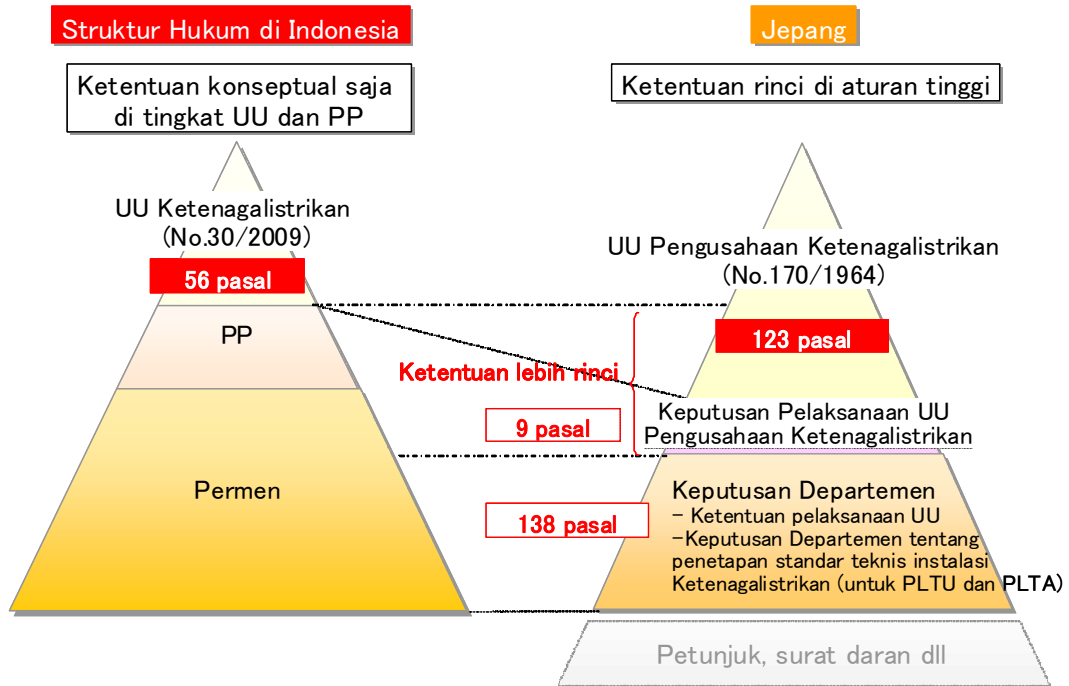 Struktur Hukum di Indonesia
Ketentuan konseptual saja
di tingkat UU dan PP
UU Ketenagalistrikan
(No.30/2009)
56 pasal
PP
Permen
Jepang
Ketentuan rinci di aturan tinggi
UU Pengusahaan Ketenagalistrikan
(No.170/1964)
123 pasal
Ketentuan lebih rinci
9 pasal
Keputusan Pelaksanaan UU
Pengusahaan Ketenagalistrikan
138 pasal
Keputusan Departemen
- Ketentuan pelaksanaan UU
-Keputusan Departemen tentang
penetapan standar teknis instalasi
Ketenagalistrikan (untuk PLTU dan PLTA)
Petunjuk, surat daran dll